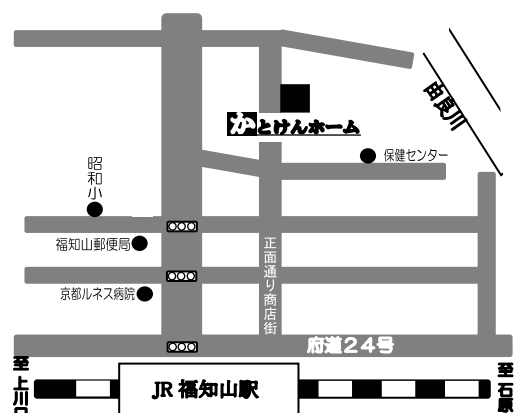 由良川
かとけんホーム
保健センター
昭和小
福知山郵便局
正面通り商店街
京都ルネス病院
府道24号
至上川口
JR 福知山駅
至石原